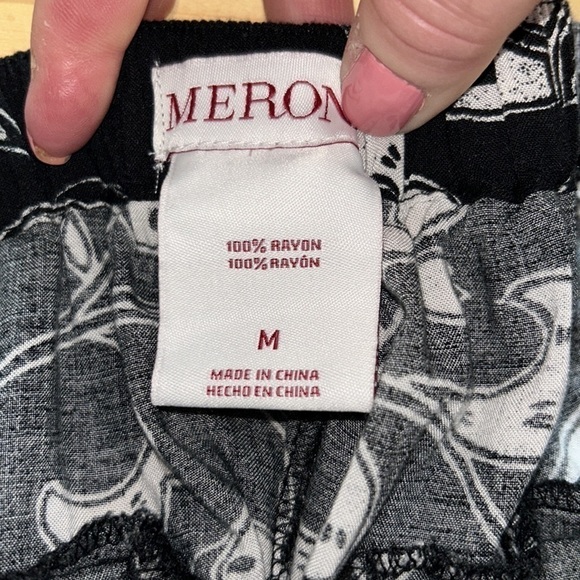 MERON
100% RAYON
100% RAYÓN
M
MADE IN CHINA
HECHO EN CHINA